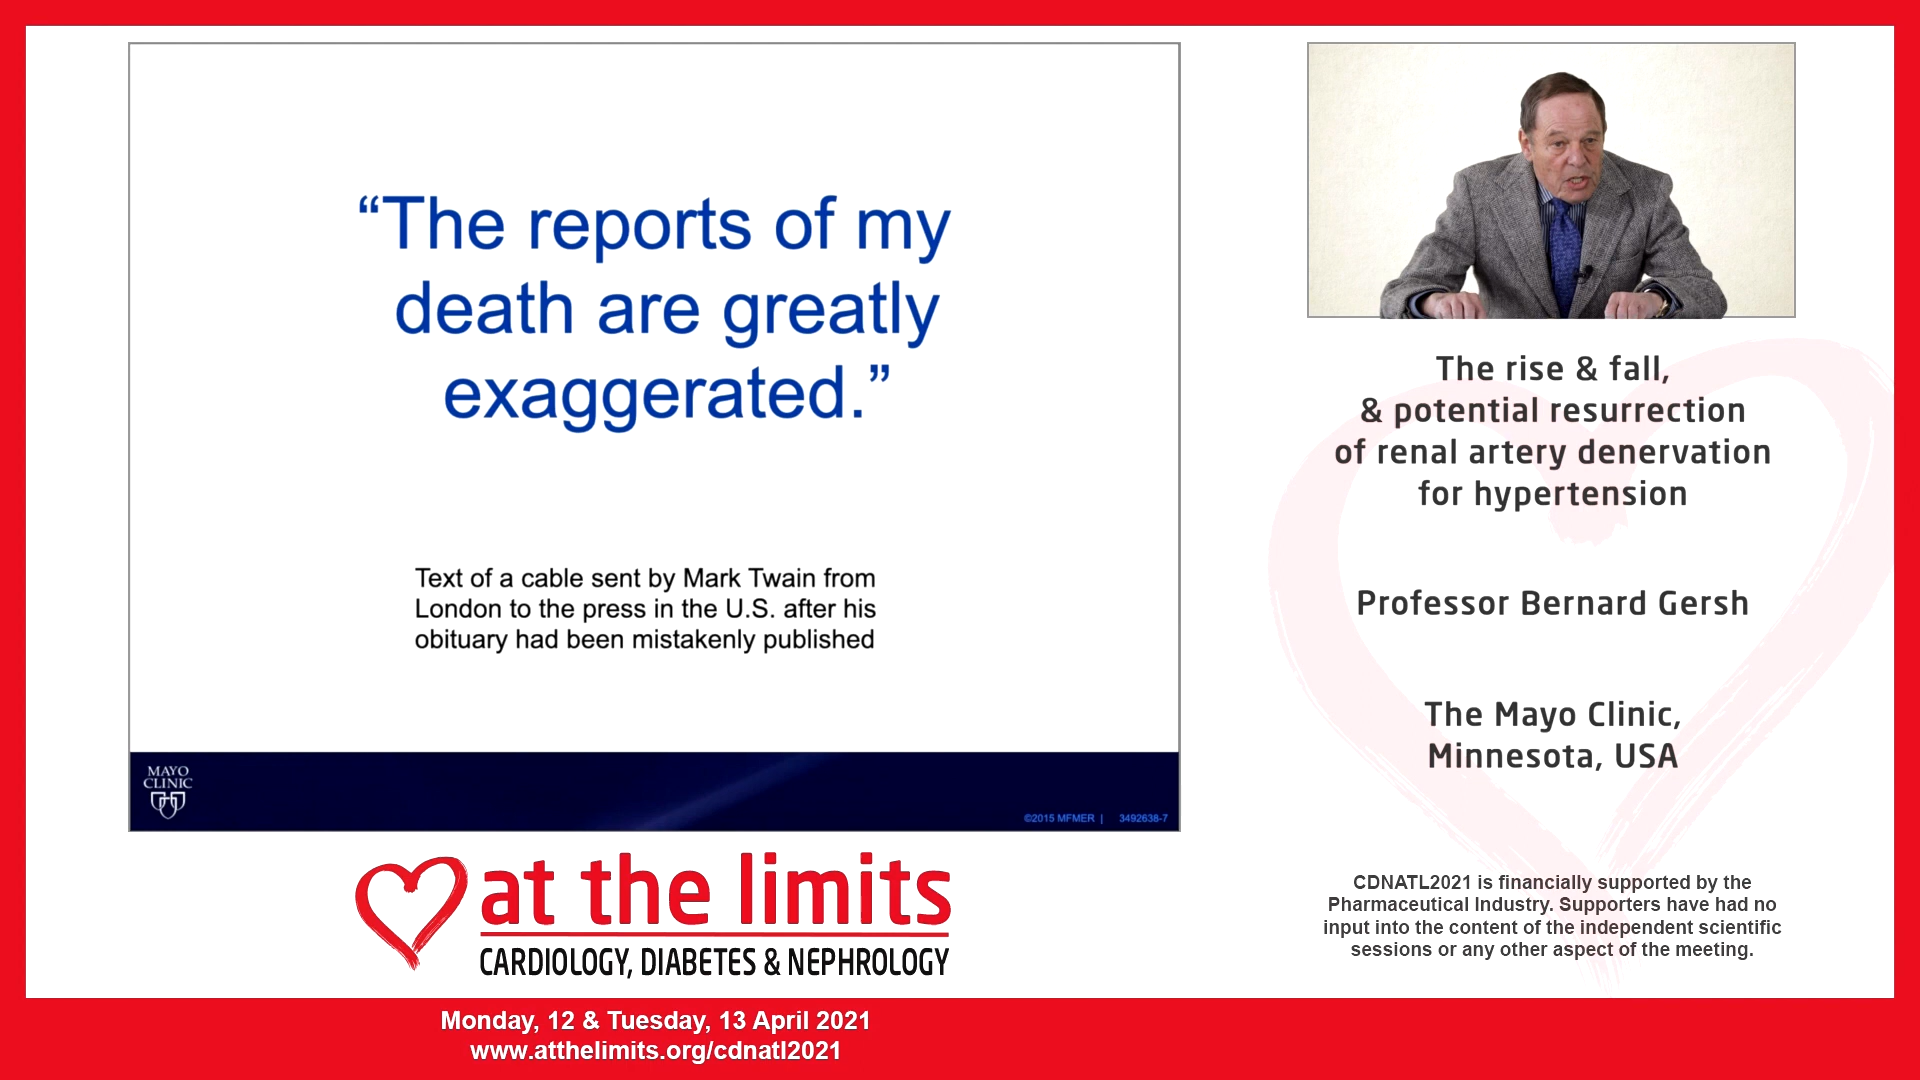 “The reports of my
death are greatly
exaggerated.”
Text of a cable sent by Mark Twain from
London to the press in the U.S. after his
obituary had been mistakenly published
MAYO
CLINIC
©2015 MFMER | 3492638-7
The rise & fall,
& potential resurrection
of renal artery denervation
for hypertension
Professor Bernard Gersh
The Mayo Clinic,
Minnesota, USA
CDNATL2021 is financially supported by the
Pharmaceutical Industry. Supporters have had no
input into the content of the independent scientific
sessions or any other aspect of the meeting.
at the limits
CARDIOLOGY, DIABETES & NEPHROLOGY
Monday, 12 & Tuesday, 13 April 2021
www.atthelimits.org/cdnatl2021